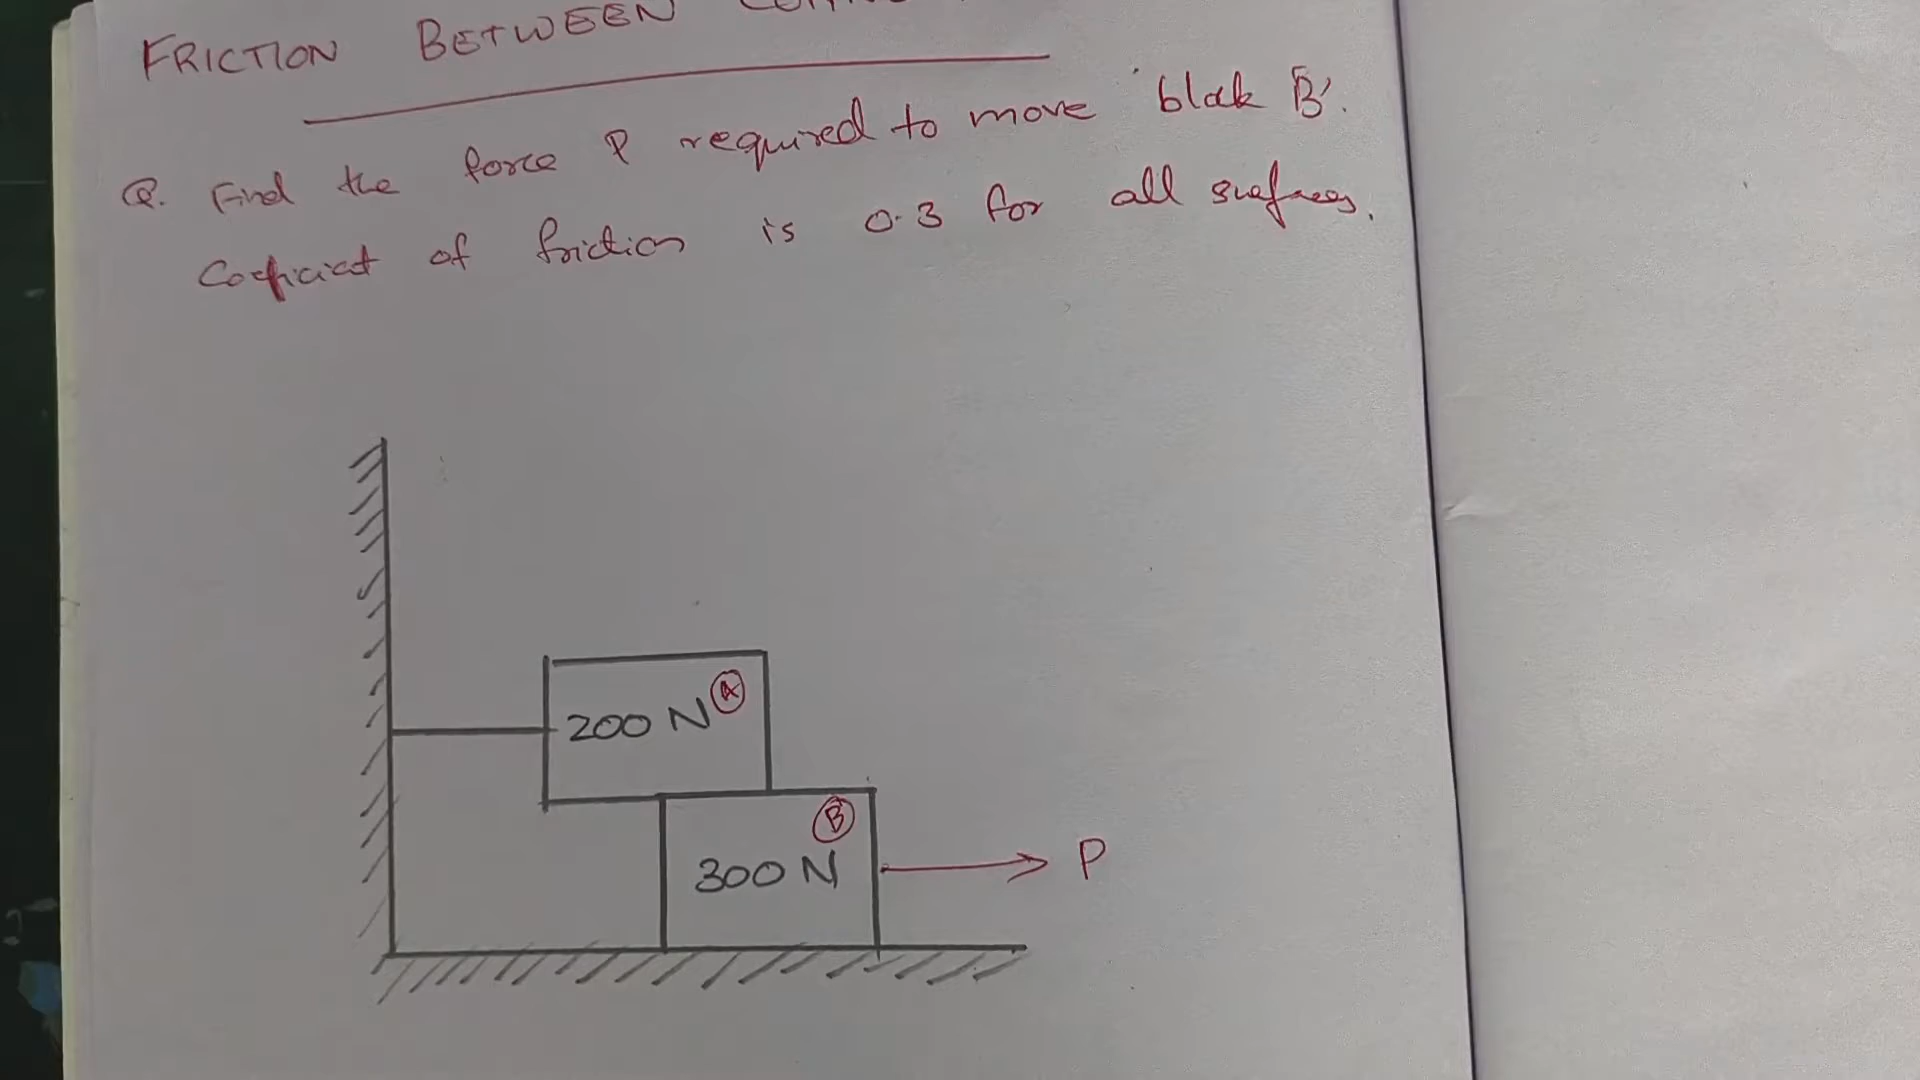 FRICTION BETWEEN
Q. Find the force P required to move block B'.
Coefficient of friction is 0.3 for all surfaces.
200 N A
B
300 N
P